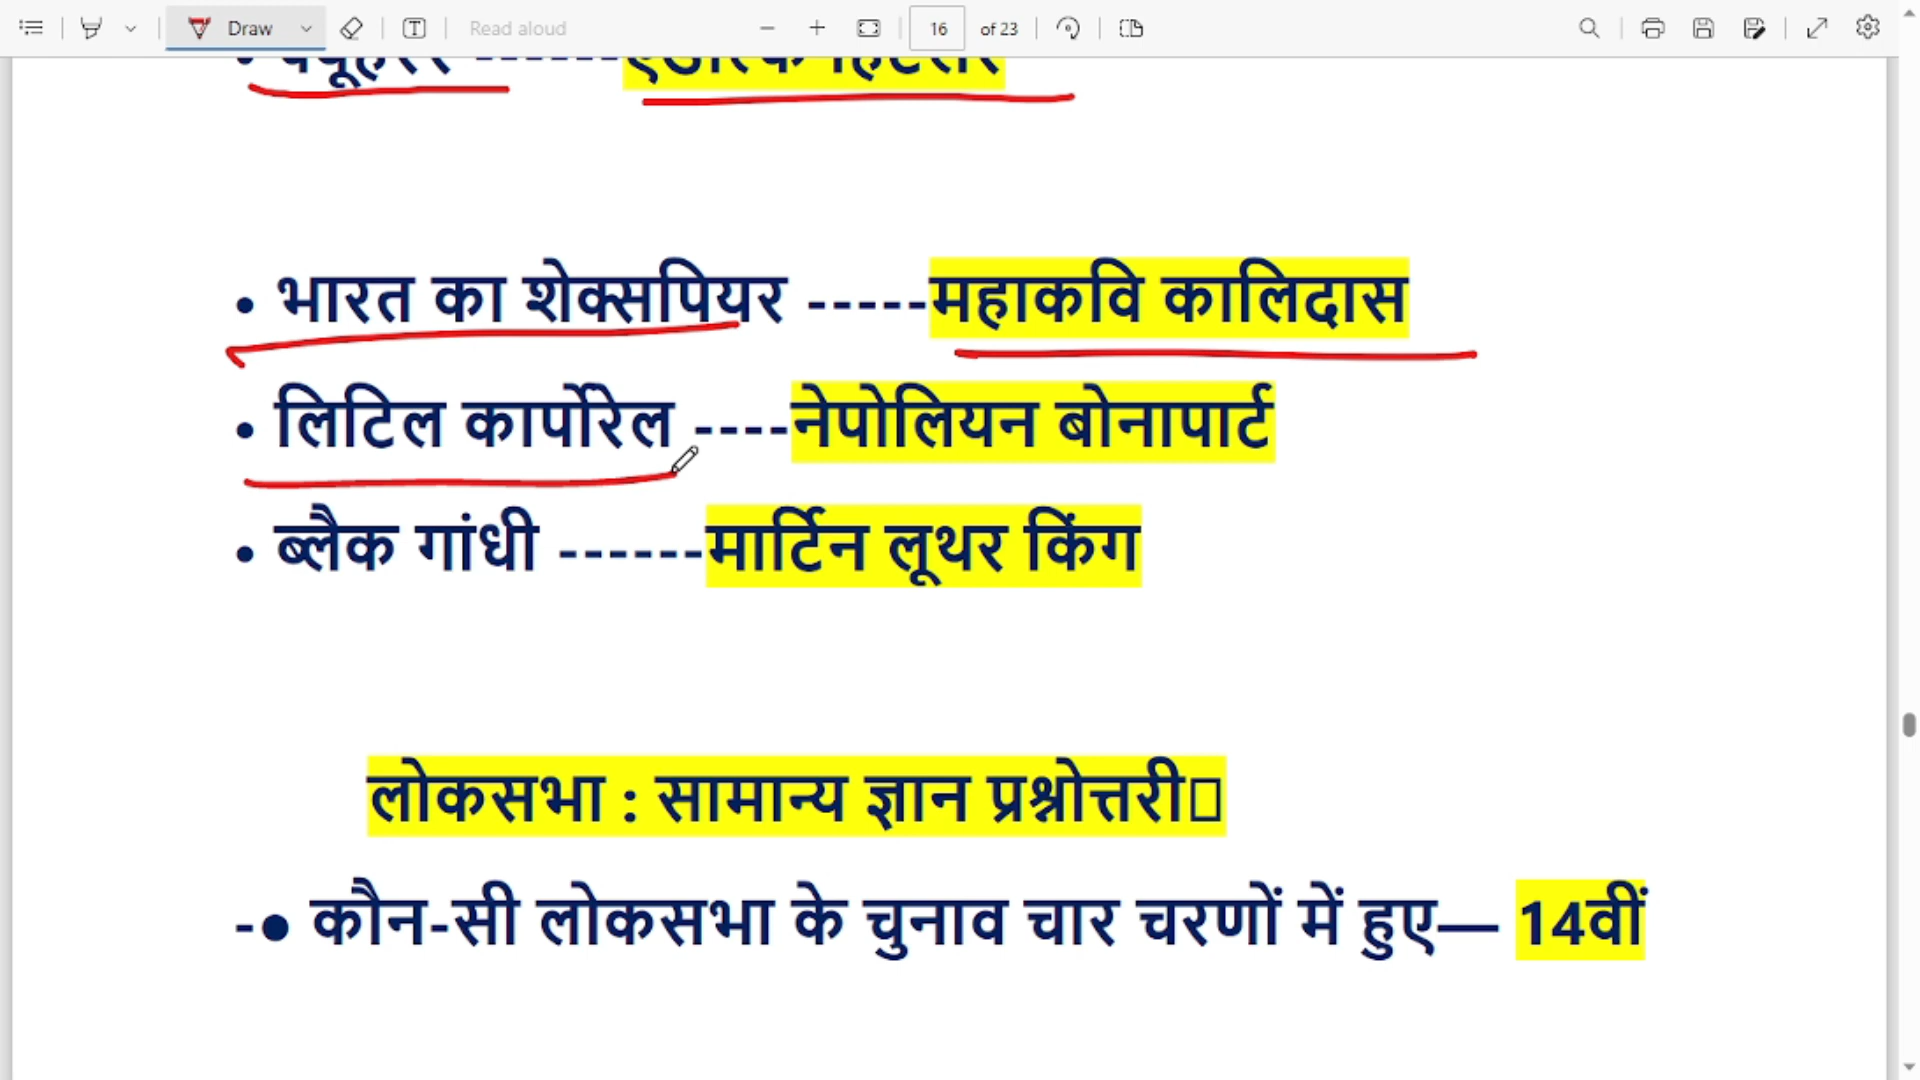 Draw
Read aloud
16 of 23
• भारत का शेक्सपियर -----महाकवि कालिदास
• लिटिल कार्पोरेल ----नेपोलियन बोनापार्ट
• ब्लैक गांधी ------मार्टिन लूथर किंग
लोकसभा : सामान्य ज्ञान प्रश्नोत्तरी
-● कौन-सी लोकसभा के चुनाव चार चरणों में हुए— 14वीं